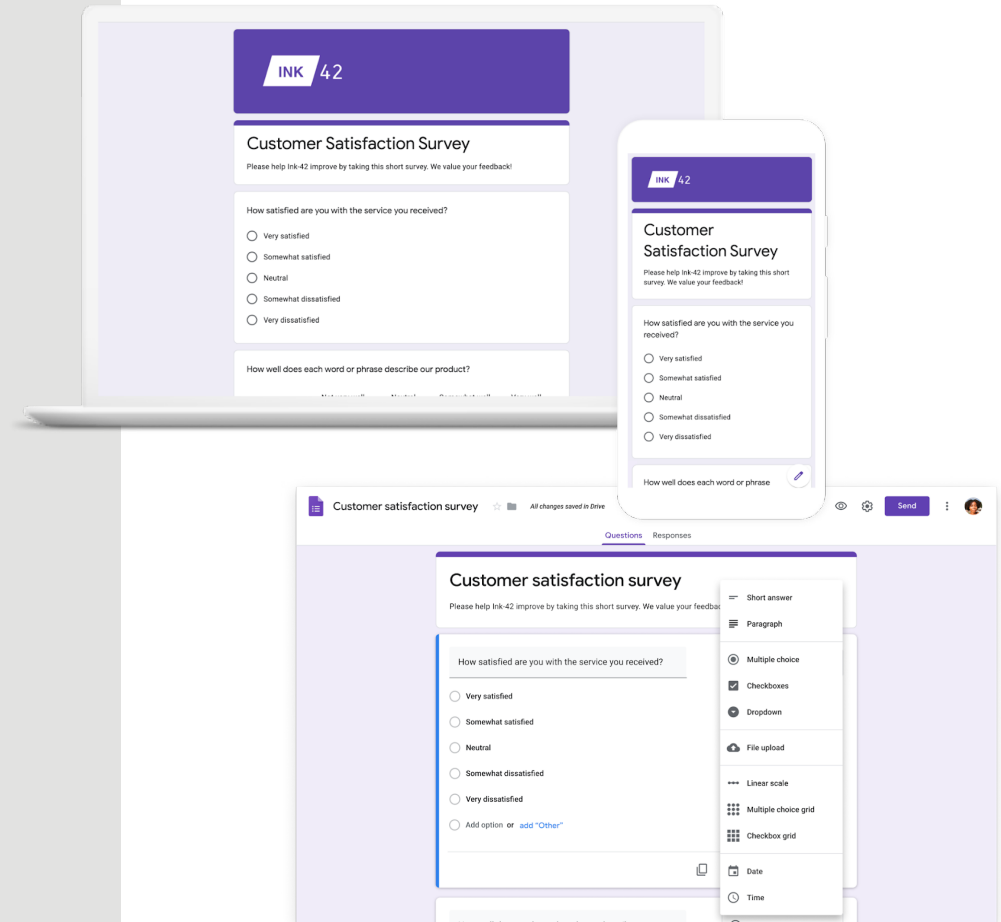 INK 42
Customer Satisfaction Survey
Please help Ink-42 improve by taking this short survey. We value your feedback!
How satisfied are you with the service you received?
Very satisfied
Somewhat satisfied
Neutral
Somewhat dissatisfied
Very dissatisfied
How well does each word or phrase describe our product?
INK 42
Customer
Satisfaction Survey
Please help Ink-42 improve by taking this short
survey. We value your feedback!
How satisfied are you with the service you
received?
Very satisfied
Somewhat satisfied
Neutral
Somewhat dissatisfied
Very dissatisfied
How well does each word or phrase
Customer satisfaction survey
All changes saved in Drive
Send
Questions Responses
Customer satisfaction survey
Please help Ink-42 improve by taking this short survey. We value your
How satisfied are you with the service you received?
Very satisfied
Somewhat satisfied
Neutral
Somewhat dissatisfied
Very dissatisfied
Add option or add "Other"
Short answer
Paragraph
Multiple choice
Checkboxes
Dropdown
File upload
Linear scale
Multiple choice grid
Checkbox grid
Date
Time